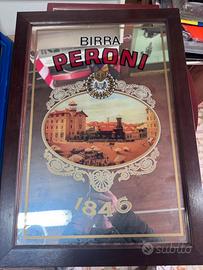 BIRRA
PERONI
1846
subito